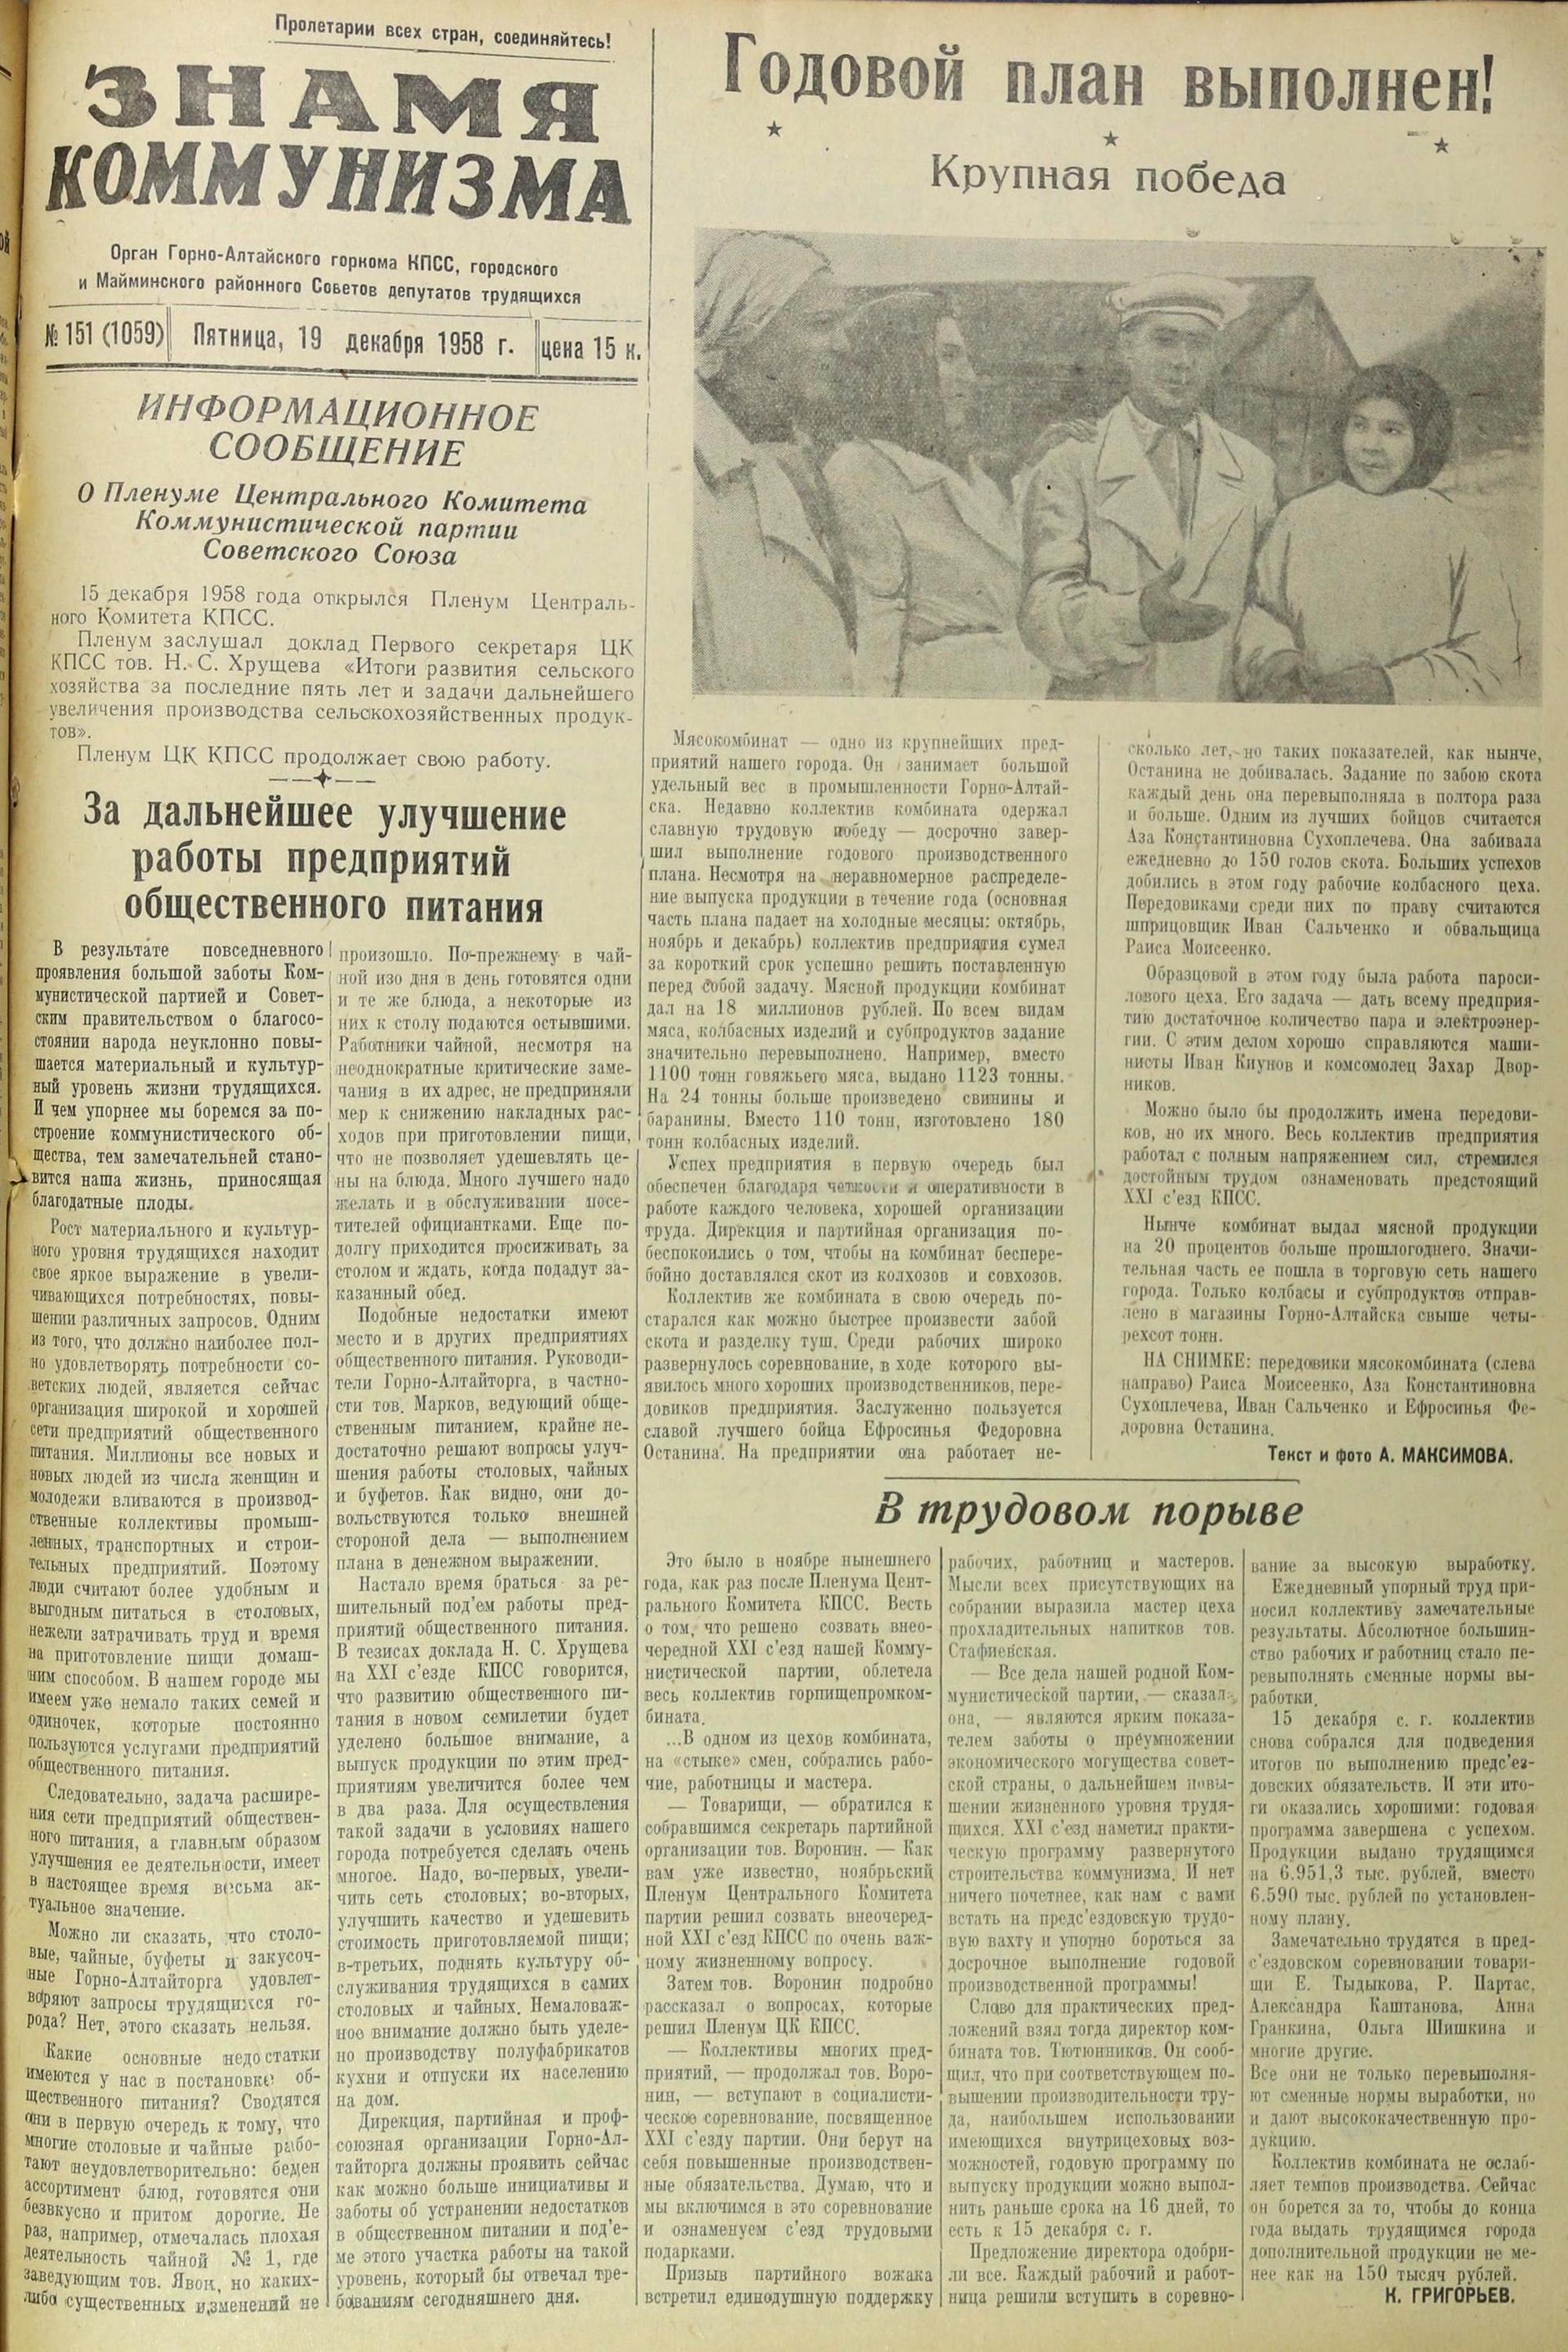 Пролетарии всех стран, соединяйтесь!
ЗНАМЯ
КОММУНИЗМА
Орган Горно-Алтайского горкома КПСС, городского
и Майминского районного Советов депутатов трудящихся
№ 151 (1059)
Пятница, 19 декабря 1958 г.
цена 15 к.
ИНФОРМАЦИОННОЕ
СООБЩЕНИЕ
О Пленуме Центрального Комитета
Коммунистической партии
Советского Союза
15 декабря 1958 года открылся Пленум Централь-
ного Комитета КПСС.
Пленум заслушал доклад Первого секретаря ЦК
КПСС тов. Н. С. Хрущева «Итоги развития сельского
хозяйства за последние пять лет и задачи дальнейшего
увеличения производства сельскохозяйственных продук-
тов».
Пленум ЦК КПСС продолжает свою работу.
За дальнейшее улучшение
работы предприятий
общественного питания
В результате повседневного
проявления большой заботы Ком-
мунистической партией и Совет-
ским правительством о благосо-
стоянии народа неуклонно повы-
шается материальный и культур-
ный уровень жизни трудящихся.
И чем упорнее мы боремся за по-
строение коммунистического об-
щества, тем замечательней стано-
вится наша жизнь, приносящая
благодатные плоды.
Рост материального и культур-
ного уровня трудящихся находит
свое яркое выражение в увели-
чивающихся потребностях, повы-
шении различных запросов. Одним
из того, что должно наиболее пол-
но удовлетворять потребности со-
ветских людей, является сейчас
организация широкой и хорошей
сети предприятий общественного
питания. Миллионы все новых и
новых людей из числа женщин и
молодежи вливаются в производ-
ственные коллективы промыш-
ленных, транспортных и строи-
тельных предприятий. Поэтому
люди считают более удобным и
выгодным питаться в столовых,
нежели затрачивать труд и время
на приготовление пищи домаш-
ним способом. В нашем городе мы
имеем уже немало таких семей и
одиночек, которые постоянно
пользуются услугами предприятий
общественного питания.
Следовательно, задача расшире-
ния сети предприятий обществен-
ного питания, а главным образом
улучшения ее деятельности, имеет
в настоящее время весьма ак-
туальное значение.
Можно ли сказать, что столо-
вые, чайные, буфеты и закусоч-
ные Горно-Алтайторга удовлет-
воряют запросы трудящихся го-
рода? Нет, этого сказать нельзя.
Какие основные недостатки
имеются у нас в постановке об-
щественного питания? Сводятся
они в первую очередь к тому, что
многие столовые и чайные рабо-
тают неудовлетворительно: беден
ассортимент блюд, готовятся они
безвкусно и притом дорогие. Не
раз, например, отмечалась плохая
деятельность чайной № 1, где
заведующим тов. Явон, но каких-
либо существенных изменений не
произошло. По-прежнему в чай-
ной изо дня в день готовятся одни
и те же блюда, а некоторые из
них к столу подаются остывшими.
Работники чайной, несмотря на
неоднократные критические заме-
чания в их адрес, не предприняли
мер к снижению накладных рас-
ходов при приготовлении пищи,
что не позволяет удешевлять це-
ны на блюда. Много лучшего надо
желать и в обслуживании посе-
тителей официантками. Еще по-
долгу приходится просиживать за
столом и ждать, когда подадут за-
казанный обед.
Подобные недостатки имеют
место и в других предприятиях
общественного питания. Руководи-
тели Горно-Алтайторга, в частно-
сти тов. Марков, ведующий обще-
ственным питанием, крайне не-
достаточно решают вопросы улуч-
шения работы столовых, чайных
и буфетов. Как видно, они до-
вольствуются только внешней
стороной дела — выполнением
плана в денежном выражении.
Настало время браться за ре-
шительный под'ем работы пред-
приятий общественного питания.
В тезисах доклада Н. С. Хрущева
на XXI с'езде КПСС говорится,
что развитию общественного пи-
тания в новом семилетии будет
уделено большое внимание, а
выпуск продукции по этим пред-
приятиям увеличится более чем
в два раза. Для осуществления
такой задачи в условиях нашего
города потребуется сделать очень
многое. Надо, во-первых, увели-
чить сеть столовых; во-вторых,
улучшить качество и удешевить
стоимость приготовляемой пищи;
в-третьих, поднять культуру об-
служивания трудящихся в самих
столовых и чайных. Немаловаж-
ное внимание должно быть уделе-
но производству полуфабрикатов
кухни и отпуски их населению
на дом.
Дирекция, партийная и проф-
союзная организации Горно-Ал-
тайторга должны проявить сейчас
как можно больше инициативы и
заботы об устранении недостатков
в общественном питании и под'е-
ме этого участка работы на такой
уровень, который бы отвечал тре-
бованиям сегодняшнего дня.
Годовой план выполнен!
Крупная победа
Мясокомбинат — одно из крупнейших пред-
приятий нашего города. Он занимает большой
удельный вес в промышленности Горно-Алтай-
ска. Недавно коллектив комбината одержал
славную трудовую победу — досрочно завер-
шил выполнение годового производственного
плана. Несмотря на неравномерное распределе-
ние выпуска продукции в течение года (основная
часть плана падает на холодные месяцы: октябрь,
ноябрь и декабрь) коллектив предприятия сумел
за короткий срок успешно решить поставленную
перед собой задачу. Мясной продукции комбинат
дал на 18 миллионов рублей. По всем видам
мяса, колбасных изделий и субпродуктов задание
значительно перевыполнено. Например, вместо
1100 тонн говяжьего мяса, выдано 1123 тонны.
На 24 тонны больше произведено свинины и
баранины. Вместо 110 тонн, изготовлено 180
тонн колбасных изделий.
Успех предприятия в первую очередь был
обеспечен благодаря четкости и оперативности в
работе каждого человека, хорошей организации
труда. Дирекция и партийная организация по-
беспокоились о том, чтобы на комбинат беспере-
бойно доставлялся скот из колхозов и совхозов.
Коллектив же комбината в свою очередь по-
старался как можно быстрее произвести забой
скота и разделку туш. Среди рабочих широко
развернулось соревнование, в ходе которого вы-
явилось много хороших производственников, пере-
довиков предприятия. Заслуженно пользуется
славой лучшего бойца Ефросинья Федоровна
Останина. На предприятии она работает не-
сколько лет, но таких показателей, как нынче,
Останина не добивалась. Задание по забою скота
каждый день она перевыполняла в полтора раза
и больше. Одним из лучших бойцов считается
Аза Константиновна Сухоплечева. Она забивала
ежедневно до 150 голов скота. Больших успехов
добились в этом году рабочие колбасного цеха.
Передовиками среди них по праву считаются
шприцовщик Иван Сальченко и обвальщица
Раиса Моисеенко.
Образцовой в этом году была работа пароси-
лового цеха. Его задача — дать всему предприя-
тию достаточное количество пара и электроэнер-
гии. С этим делом хорошо справляются маши-
нисты Иван Киунов и комсомолец Захар Двор-
ников.
Можно было бы продолжить имена передови-
ков, но их много. Весь коллектив предприятия
работал с полным напряжением сил, стремился
достойным трудом ознаменовать предстоящий
XXI с'езд КПСС.
Нынче комбинат выдал мясной продукции
на 20 процентов больше прошлогоднего. Значи-
тельная часть ее пошла в торговую сеть нашего
города. Только колбасы и субпродуктов отправ-
лено в магазины Горно-Алтайска свыше четы-
рехсот тонн.
НА СНИМКЕ: передовики мясокомбината (слева
направо) Раиса Моисеенко, Аза Константиновна
Сухоплечева, Иван Сальченко и Ефросинья Фе-
доровна Останина.
Текст и фото А. МАКСИМОВА.
В трудовом порыве
Это было в ноябре нынешнего
года, как раз после Пленума Цент-
рального Комитета КПСС. Весть
о том, что решено созвать внео-
чередной XXI с'езд нашей Комму-
нистической партии, облетела
весь коллектив горпищепромком-
бината.
...В одном из цехов комбината,
на «стыке» смен, собрались рабо-
чие, работницы и мастера.
— Товарищи, — обратился к
собравшимся секретарь партийной
организации тов. Воронин. — Как
вам уже известно, ноябрьский
Пленум Центрального Комитета
партии решил созвать внеочеред-
ной XXI с'езд КПСС по очень важ-
ному жизненному вопросу.
Затем тов. Воронин подробно
рассказал о вопросах, которые
решил Пленум ЦК КПСС.
— Коллективы многих пред-
приятий, — продолжал тов. Воро-
нин, — вступают в социалисти-
ческое соревнование, посвященное
XXI с'езду партии. Они берут на
себя повышенные производствен-
ные обязательства. Думаю, что и
мы включимся в это соревнование
и ознаменуем с'езд трудовыми
подарками.
Призыв партийного вожака
встретил единодушную поддержку
рабочих, работниц и мастеров.
Мысли всех присутствующих на
собрании выразила мастер цеха
прохладительных напитков тов.
Стафиевская.
— Все дела нашей родной Ком-
мунистической партии, — сказала
она, — являются ярким показа-
телем заботы о преумножении
экономического могущества совет-
ской страны, о дальнейшем повы-
шении жизненного уровня трудя-
щихся. XXI с'езд наметил практи-
ческую программу развернутого
строительства коммунизма. И нет
ничего почетнее, как нам с вами
встать на предс'ездовскую трудо-
вую вахту и упорно бороться за
досрочное выполнение годовой
производственной программы!
Слово для практических пред-
ложений взял тогда директор ком-
бината тов. Тютюнников. Он сооб-
щил, что при соответствующем по-
вышении производительности тру-
да, наибольшем использовании
имеющихся внутрицеховых воз-
можностей, годовую программу по
выпуску продукции можно выпол-
нить раньше срока на 16 дней, то
есть к 15 декабря с. г.
Предложение директора одобри-
ли все. Каждый рабочий и работ-
ница решили вступить в соревно-
вание за высокую выработку.
Ежедневный упорный труд при-
носил коллективу замечательные
результаты. Абсолютное большин-
ство рабочих и работниц стало пе-
ревыполнять сменные нормы вы-
работки.
15 декабря с. г. коллектив
снова собрался для подведения
итогов по выполнению предс'ез-
довских обязательств. И эти ито-
ги оказались хорошими: годовая
программа завершена с успехом.
Продукции выдано трудящимся
на 6.951,3 тыс. рублей, вместо
6.590 тыс. рублей по установлен-
ному плану.
Замечательно трудятся в пред-
с'ездовском соревновании товари-
щи Е. Тыдыкова, Р. Партас,
Александра Каштанова, Анна
Гранкина, Ольга Шишкина и
многие другие.
Все они не только перевыполня-
ют сменные нормы выработки, но
и дают высококачественную про-
дукцию.
Коллектив комбината не ослаб-
ляет темпов производства. Сейчас
он борется за то, чтобы до конца
года выдать трудящимся города
дополнительной продукции не ме-
нее как на 150 тысяч рублей.
К. ГРИГОРЬЕВ.